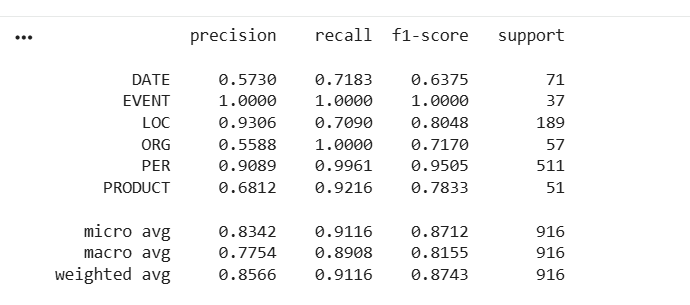 precision recall f1-score support
DATE 0.5730 0.7183 0.6375 71
EVENT 1.0000 1.0000 1.0000 37
LOC 0.9306 0.7090 0.8048 189
ORG 0.5588 1.0000 0.7170 57
PER 0.9089 0.9961 0.9505 511
PRODUCT 0.6812 0.9216 0.7833 51
micro avg 0.8342 0.9116 0.8712 916
macro avg 0.7754 0.8908 0.8155 916
weighted avg 0.8566 0.9116 0.8743 916